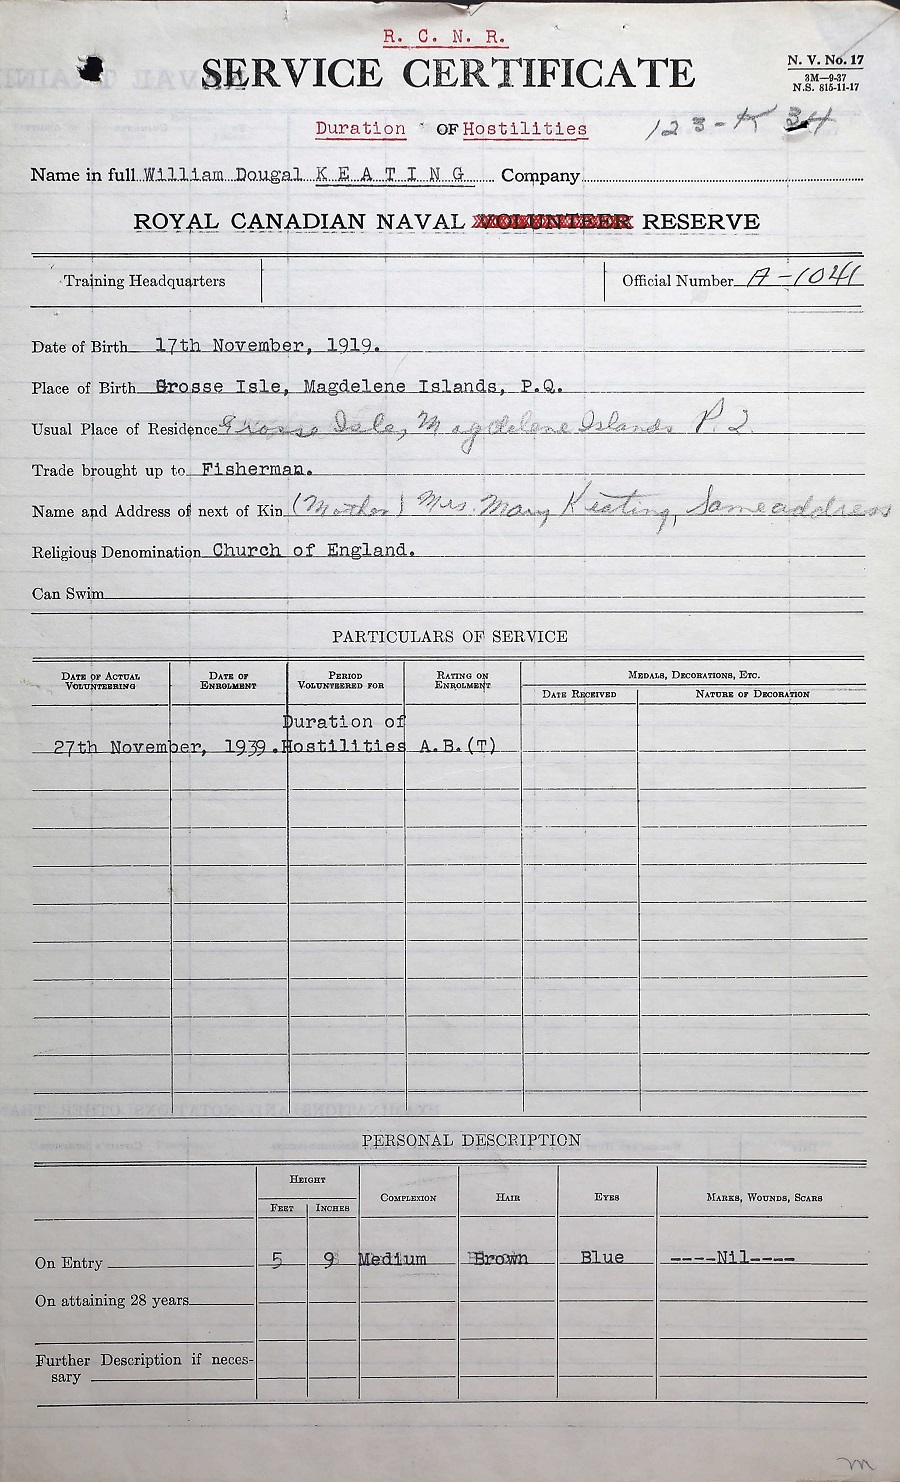 R. C. N. R.
SERVICE CERTIFICATE
N. V. No. 17
3M—9-37
N.S. 815-11-17
Duration OF Hostilities
123-K 34
Name in full William Dougal KEATING Company
ROYAL CANADIAN NAVAL VOLUNTEER RESERVE
Training Headquarters
Official Number A-1041
Date of Birth 17th November, 1919.
Place of Birth Grosse Isle, Magdelene Islands, P.Q.
Usual Place of Residence Grosse Isle, Magdelene Islands P.Q.
Trade brought up to Fisherman.
Name and Address of next of Kin (Mother) Mrs. Mary Keating, Same address
Religious Denomination Church of England.
Can Swim
PARTICULARS OF SERVICE
DATE OF ACTUAL VOLUNTEERING
DATE OF ENROLMENT
PERIOD VOLUNTEERED FOR
RATING ON ENROLMENT
MEDALS, DECORATIONS, ETC.
DATE RECEIVED
NATURE OF DECORATION
Duration of
27th November, 1939. Hostilities A.B.(T)
PERSONAL DESCRIPTION
HEIGHT
FEET
INCHES
COMPLEXION
HAIR
EYES
MARKS, WOUNDS, SCARS
On Entry 5 9 Medium Brown Blue ----Nil----
On attaining 28 years
Further Description if neces-
sary
m